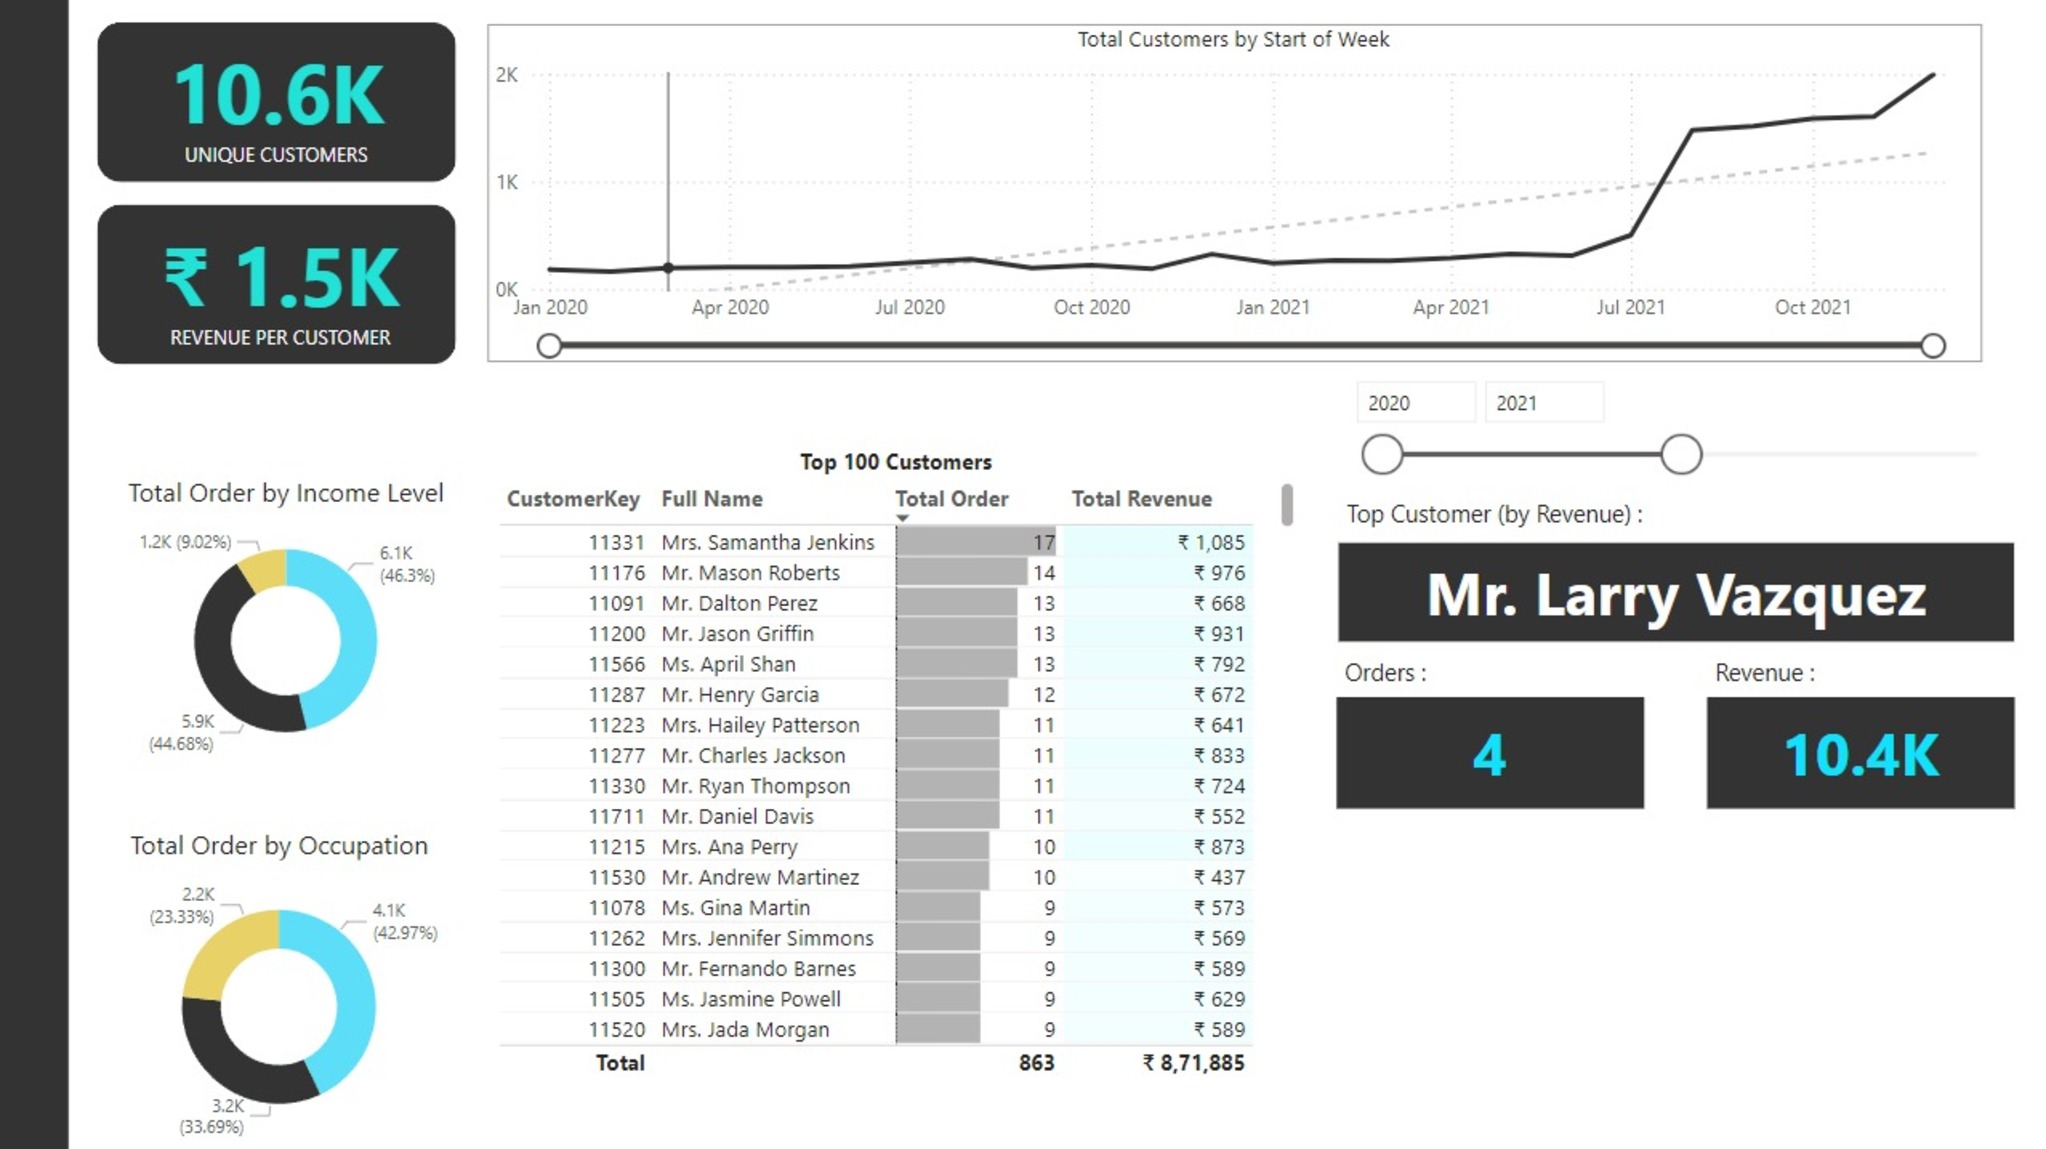 10.6K
UNIQUE CUSTOMERS
₹ 1.5K
REVENUE PER CUSTOMER
Total Customers by Start of Week
2K
1K
0K
Jan 2020 Apr 2020 Jul 2020 Oct 2020 Jan 2021 Apr 2021 Jul 2021 Oct 2021
2020 2021
Total Order by Income Level
1.2K (9.02%)
6.1K
(46.3%)
5.9K
(44.68%)
Total Order by Occupation
2.2K
(23.33%)
4.1K
(42.97%)
3.2K
(33.69%)
Top 100 Customers
CustomerKey Full Name Total Order Total Revenue
11331 Mrs. Samantha Jenkins 17 ₹ 1,085
11176 Mr. Mason Roberts 14 ₹ 976
11091 Mr. Dalton Perez 13 ₹ 668
11200 Mr. Jason Griffin 13 ₹ 931
11566 Ms. April Shan 13 ₹ 792
11287 Mr. Henry Garcia 12 ₹ 672
11223 Mrs. Hailey Patterson 11 ₹ 641
11277 Mr. Charles Jackson 11 ₹ 833
11330 Mr. Ryan Thompson 11 ₹ 724
11711 Mr. Daniel Davis 11 ₹ 552
11215 Mrs. Ana Perry 10 ₹ 873
11530 Mr. Andrew Martinez 10 ₹ 437
11078 Ms. Gina Martin 9 ₹ 573
11262 Mrs. Jennifer Simmons 9 ₹ 569
11300 Mr. Fernando Barnes 9 ₹ 589
11505 Ms. Jasmine Powell 9 ₹ 629
11520 Mrs. Jada Morgan 9 ₹ 589
Total 863 ₹ 8,71,885
Top Customer (by Revenue) :
Mr. Larry Vazquez
Orders : Revenue :
4 10.4K